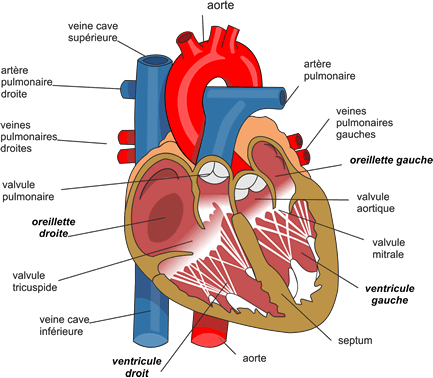 aorte
veine cave
supérieure
artère
pulmonaire
droite
artère
pulmonaire
veines
pulmonaires
droites
veines
pulmonaires
gauches
oreillette gauche
valvule
pulmonaire
valvule
aortique
oreillette
droite
valvule
mitrale
valvule
tricuspide
ventricule
gauche
veine cave
inférieure
septum
ventricule
droit
aorte